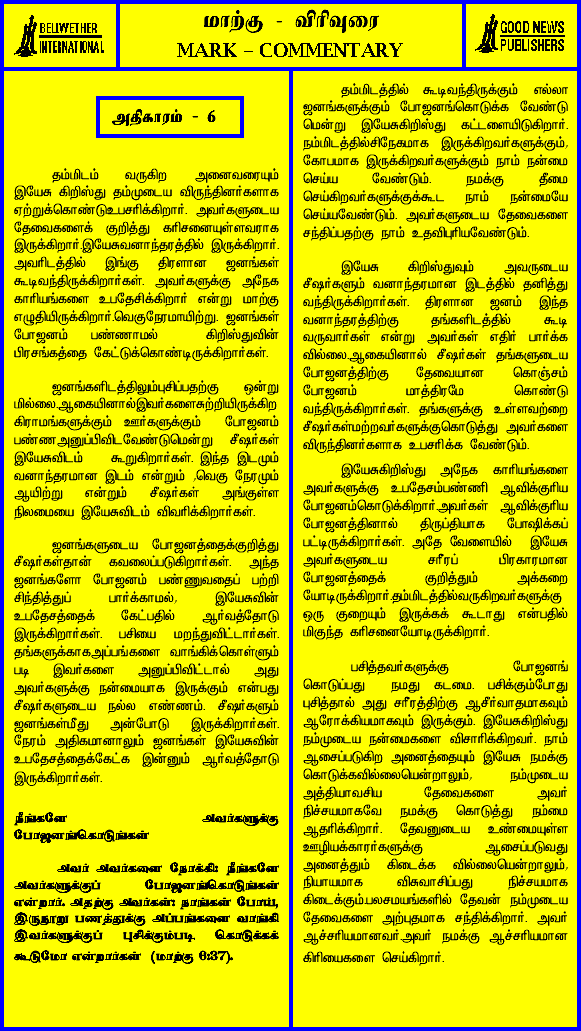 BELWETHER
INTERNATIONAL
மாற்கு - விரிவுரை
MARK – COMMENTARY
GOOD NEWS
PUBLISHERS
அதிகாரம் - 6
தம்மிடம் வருகிற அனைவரையும்
இயேசு கிறிஸ்து தம்முடைய விருந்தினர்களாக
ஏற்றுக்கொண்டுஉபசரிக்கிறார். அவர்களுடைய
தேவைகளைக் குறித்து கரிசனையுள்ளவராக
இருக்கிறார்.இயேசுவனாந்தரத்தில் இருக்கிறார்.
அவரிடத்தில் இங்கு திரளான ஜனங்கள்
கூடிவந்திருக்கிறார்கள். அவர்களுக்கு அநேக
காரியங்களை உபதேசிக்கிறார் என்று மாற்கு
எழுதியிருக்கிறார்.வெகுநேரமாயிற்று. ஜனங்கள்
போஜனம் பண்ணாமல் கிறிஸ்துவின்
பிரசங்கத்தை கேட்டுக்கொண்டிருக்கிறார்கள்.
ஜனங்களிடத்திலும்புசிப்பதற்கு ஒன்று
மில்லை.ஆகையினால்இவர்களைசுற்றியிருக்கிற
கிராமங்களுக்கும் ஊர்களுக்கும் போஜனம்
பண்ணஅனுப்பிவிடவேண்டுமென்று சீஷர்கள்
இயேசுவிடம் கூறுகிறார்கள். இந்த இடமும்
வனாந்தரமான இடம் என்றும் ,வெகு நேரமும்
ஆயிற்று என்றும் சீஷர்கள் அங்குள்ள
நிலமையை இயேசுவிடம் விவரிக்கிறார்கள்.
ஜனங்களுடைய போஜனத்தைக்குறித்து
சீஷர்கள்தான் கவலைப்படுகிறார்கள். அந்த
ஜனங்களோ போஜனம் பண்ணுவதைப் பற்றி
சிந்தித்துப் பார்க்காமல், இயேசுவின்
உபதேசத்தைக் கேட்பதில் ஆர்வத்தோடு
இருக்கிறார்கள். பசியை மறந்துவிட்டார்கள்.
தங்களுக்காகஅப்பங்களை வாங்கிக்கொள்ளும்
படி இவர்களை அனுப்பிவிட்டால் அது
அவர்களுக்கு நன்மையாக இருக்கும் என்பது
சீஷர்களுடைய நல்ல எண்ணம். சீஷர்களும்
ஜனங்கள்மீது அன்போடு இருக்கிறார்கள்.
நேரம் அதிகமானாலும் ஜனங்கள் இயேசுவின்
உபதேசத்தைக்கேட்க இன்னும் ஆர்வத்தோடு
இருக்கிறார்கள்.
நீங்களே அவர்களுக்கு
போஜனங்கொடுங்கள்
அவர் அவர்களை நோக்கி: நீங்களே
அவர்களுக்குப் போஜனங்கொடுங்கள்
என்றார். அதற்கு அவர்கள்: நாங்கள் போய்,
இருநூறு பணத்துக்கு அப்பங்களை வாங்கி
இவர்களுக்குப் புசிக்கும்படி கொடுக்கக்
கூடுமோ என்றார்கள் (மாற்கு 6:37).
தம்மிடத்தில் கூடிவந்திருக்கும் எல்லா
ஜனங்களுக்கும் போஜனங்கொடுக்க வேண்டு
மென்று இயேசுகிறிஸ்து கட்டளையிடுகிறார்.
நம்மிடத்தில்சிநேகமாக இருக்கிறவர்களுக்கும்,
கோபமாக இருக்கிறவர்களுக்கும் நாம் நன்மை
செய்ய வேண்டும். நமக்கு தீமை
செய்கிறவர்களுக்குக்கூட நாம் நன்மையே
செய்யவேண்டும். அவர்களுடைய தேவைகளை
சந்திப்பதற்கு நாம் உதவிபுரியவேண்டும்.
இயேசு கிறிஸ்துவும் அவருடைய
சீஷர்களும் வனாந்தரமான இடத்தில் தனித்து
வந்திருக்கிறார்கள். திரளான ஜனம் இந்த
வனாந்தரத்திற்கு தங்களிடத்தில் கூடி
வருவார்கள் என்று அவர்கள் எதிர் பார்க்க
வில்லை.ஆகையினால் சீஷர்கள் தங்களுடைய
போஜனத்திற்கு தேவையான கொஞ்சம்
போஜனம் மாத்திரமே கொண்டு
வந்திருக்கிறார்கள். தங்களுக்கு உள்ளவற்றை
சீஷர்கள்மற்றவர்களுக்குகொடுத்து அவர்களை
விருந்தினர்களாக உபசரிக்க வேண்டும்.
இயேசுகிறிஸ்து அநேக காரியங்களை
அவர்களுக்கு உபதேசம்பண்ணி ஆவிக்குரிய
போஜனம்கொடுக்கிறார்.அவர்கள் ஆவிக்குரிய
போஜனத்தினால் திருப்தியாக போஷிக்கப்
பட்டிருக்கிறார்கள். அதே வேளையில் இயேசு
அவர்களுடைய சரீரப் பிரகாரமான
போஜனத்தைக் குறித்தும் அக்கறை
யோடிருக்கிறார்.தம்மிடத்தில்வருகிறவர்களுக்கு
ஒரு குறையும் இருக்கக் கூடாது என்பதில்
மிகுந்த கரிசனையோடிருக்கிறார்.
பசித்தவர்களுக்கு போஜனங்
கொடுப்பது நமது கடமை. பசிக்கும்போது
புசித்தால் அது சரீரத்திற்கு ஆசீர்வாதமாகவும்
ஆரோக்கியமாகவும் இருக்கும். இயேசுகிறிஸ்து
நம்முடைய நன்மைகளை விசாரிக்கிறவர். நாம்
ஆசைப்படுகிற அனைத்தையும் இயேசு நமக்கு
கொடுக்கவில்லையென்றாலும், நம்முடைய
அத்தியாவசிய தேவைகளை அவர்
நிச்சயமாகவே நமக்கு கொடுத்து நம்மை
ஆதரிக்கிறார். தேவனுடைய உண்மையுள்ள
ஊழியக்காரர்களுக்கு ஆசைப்படுவது
அனைத்தும் கிடைக்க வில்லையென்றாலும்,
நியாயமாக விசுவாசிப்பது நிச்சயமாக
கிடைக்கும்.பலசமயங்களில் தேவன் நம்முடைய
தேவைகளை அற்புதமாக சந்திக்கிறார். அவர்
ஆச்சரியமானவர்.அவர் நமக்கு ஆச்சரியமான
கிரியைகளை செய்கிறார்.